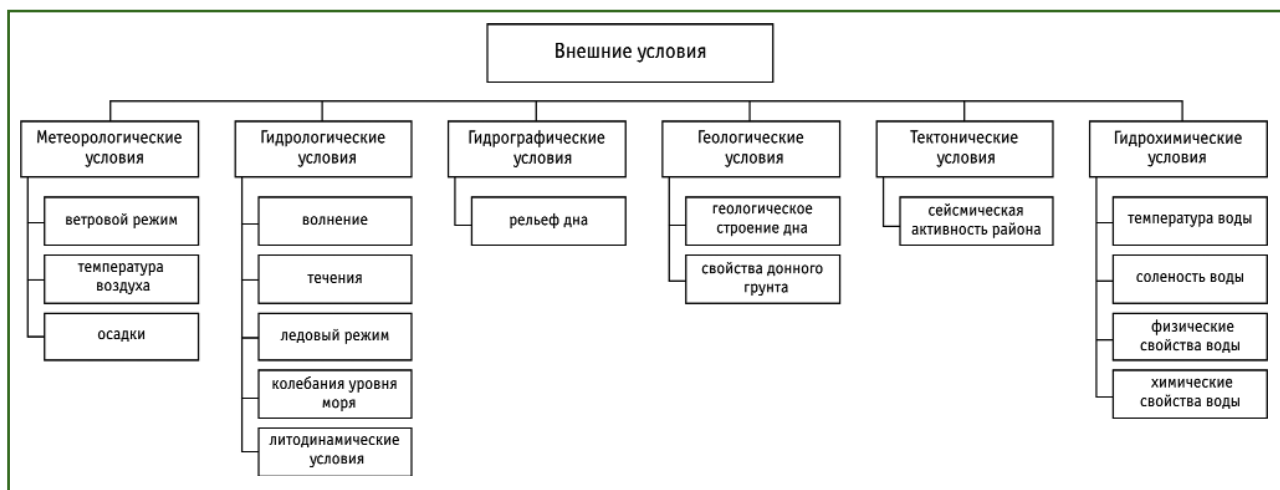 Внешние условия
Метеорологические
условия
ветровой режим
температура
воздуха
осадки
Гидрологические
условия
волнение
течения
ледовый режим
колебания уровня
моря
литодинамические
условия
Гидрографические
условия
рельеф дна
Геологические
условия
геологическое
строение дна
свойства донного
грунта
Тектонические
условия
сейсмическая
активность района
Гидрохимические
условия
температура воды
соленость воды
физические
свойства воды
химические
свойства воды